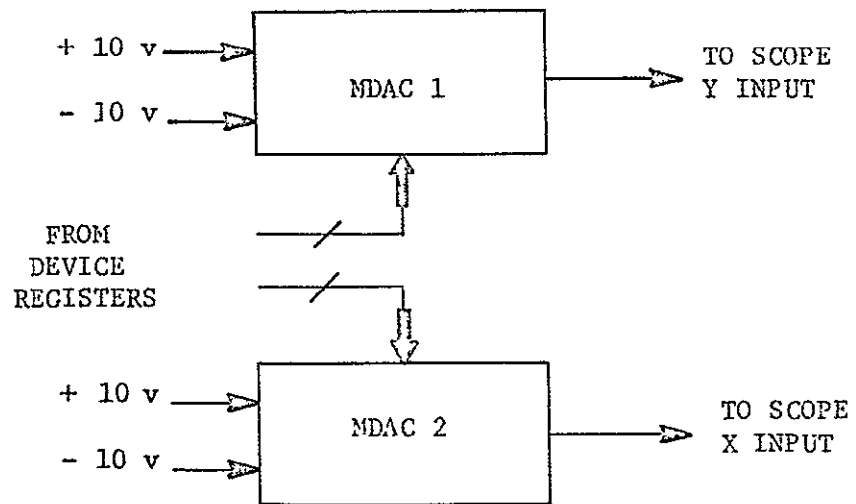 + 10 v
- 10 v
MDAC 1
TO SCOPE
Y INPUT
FROM
DEVICE
REGISTERS
+ 10 v
- 10 v
MDAC 2
TO SCOPE
X INPUT